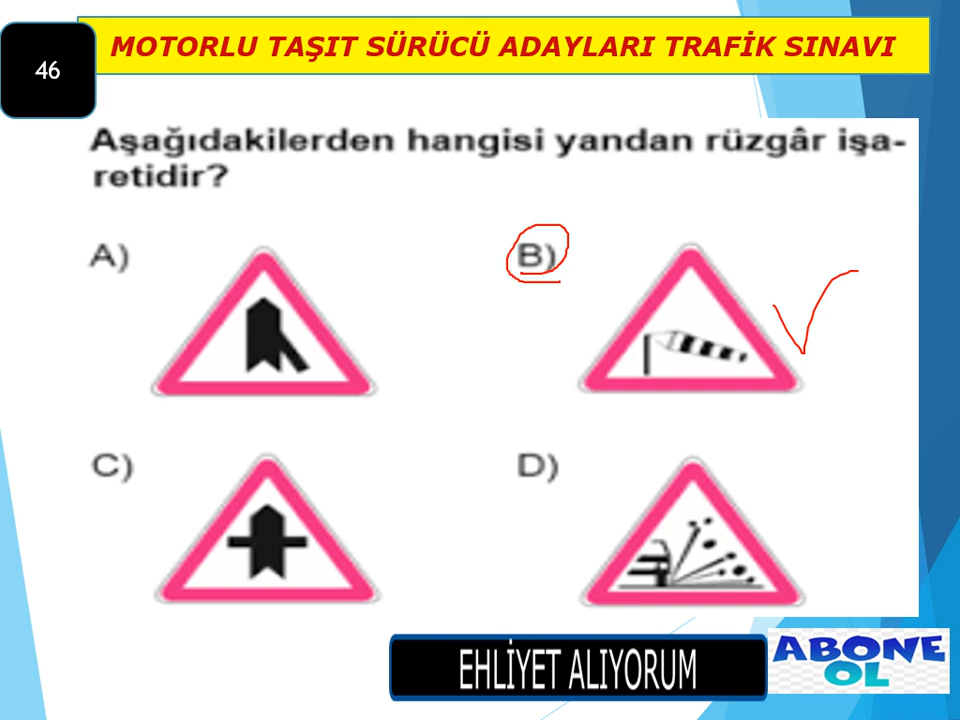 46
MOTORLU TAŞIT SÜRÜCÜ ADAYLARI TRAFİK SINAVI
Aşağıdakilerden hangisi yandan rüzgâr işa-
retidir?
A)
B)
C)
D)
EHLİYET ALIYORUM
ABONE
OL